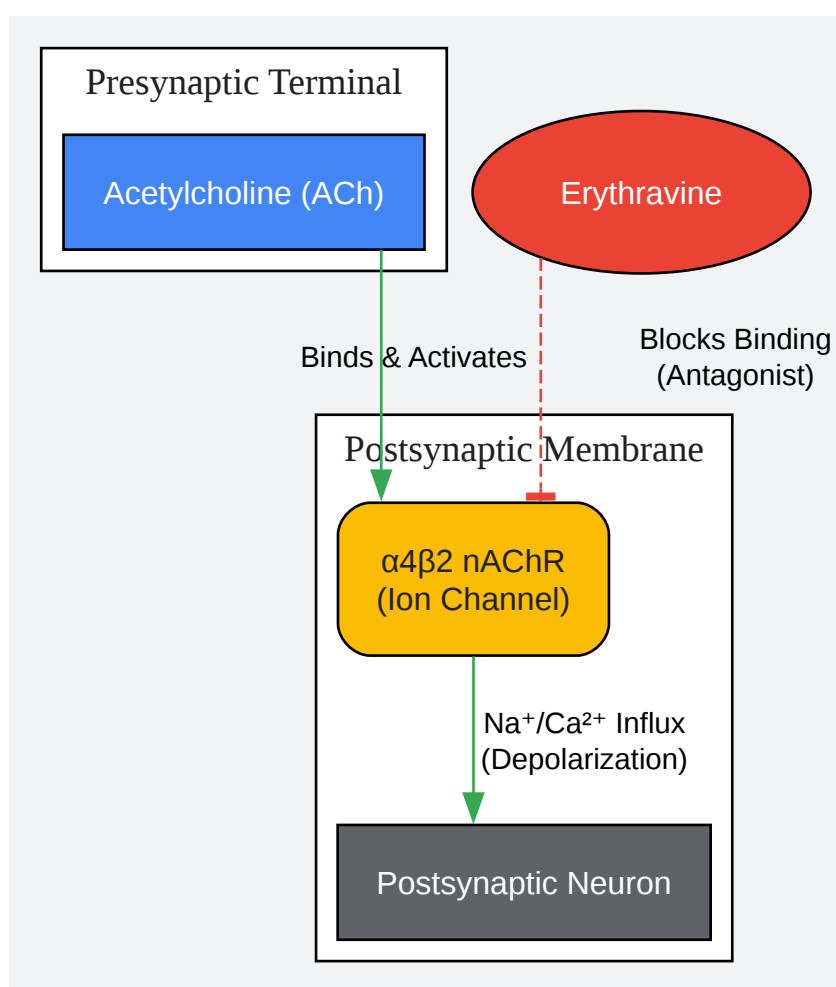 Presynaptic Terminal
Acetylcholine (ACh)
Erythravine
Binds & Activates
Blocks Binding
(Antagonist)
Postsynaptic Membrane
α4β2 nAChR
(Ion Channel)
Na⁺/Ca²⁺ Influx
(Depolarization)
Postsynaptic Neuron